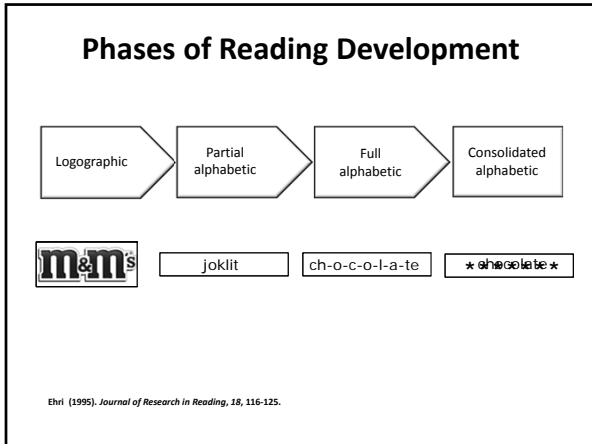 Phases of Reading Development
Logographic
Partial
alphabetic
Full
alphabetic
Consolidated
alphabetic
m&m's
joklit
ch-o-c-o-l-a-te
chocolate
Ehri (1995). Journal of Research in Reading, 18, 116-125.